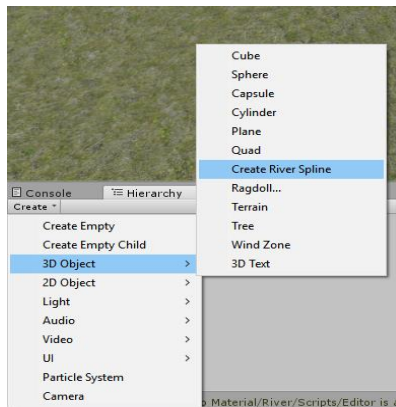 Cube
Sphere
Capsule
Cylinder
Plane
Quad
Create River Spline
Ragdoll...
Terrain
Tree
Wind Zone
3D Text
Console
Hierarchy
Create
Create Empty
Create Empty Child
3D Object >
2D Object >
Light >
Audio >
Video >
UI >
Particle System
Camera
Material/River/Scripts/Editor is